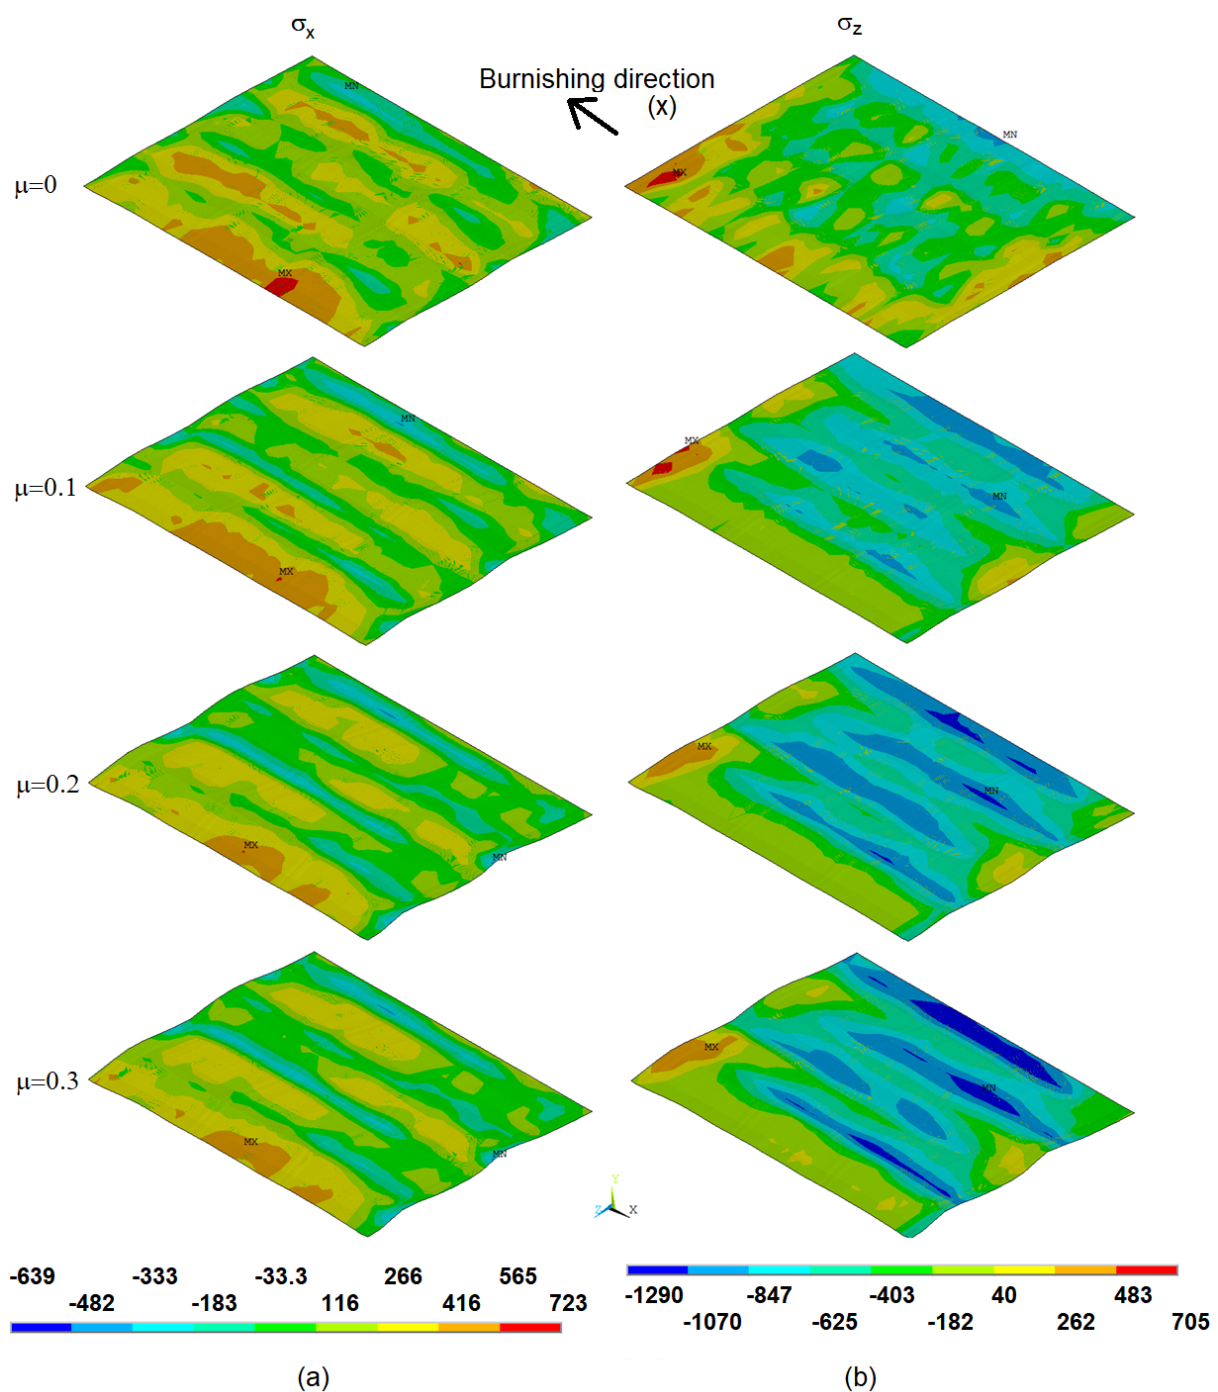 σx
σz
Burnishing direction
(x)
MN
MN
μ=0
MX
MX
MN
MX
μ=0.1
MN
MX
MX
μ=0.2
MN
MX
MN
MX
μ=0.3
MN
MX
MN
Y
Z
X
-639 -333 -33.3 266 565
-482 -183 116 416 723
-1290 -847 -403 40 483
-1070 -625 -182 262 705
(a)
(b)